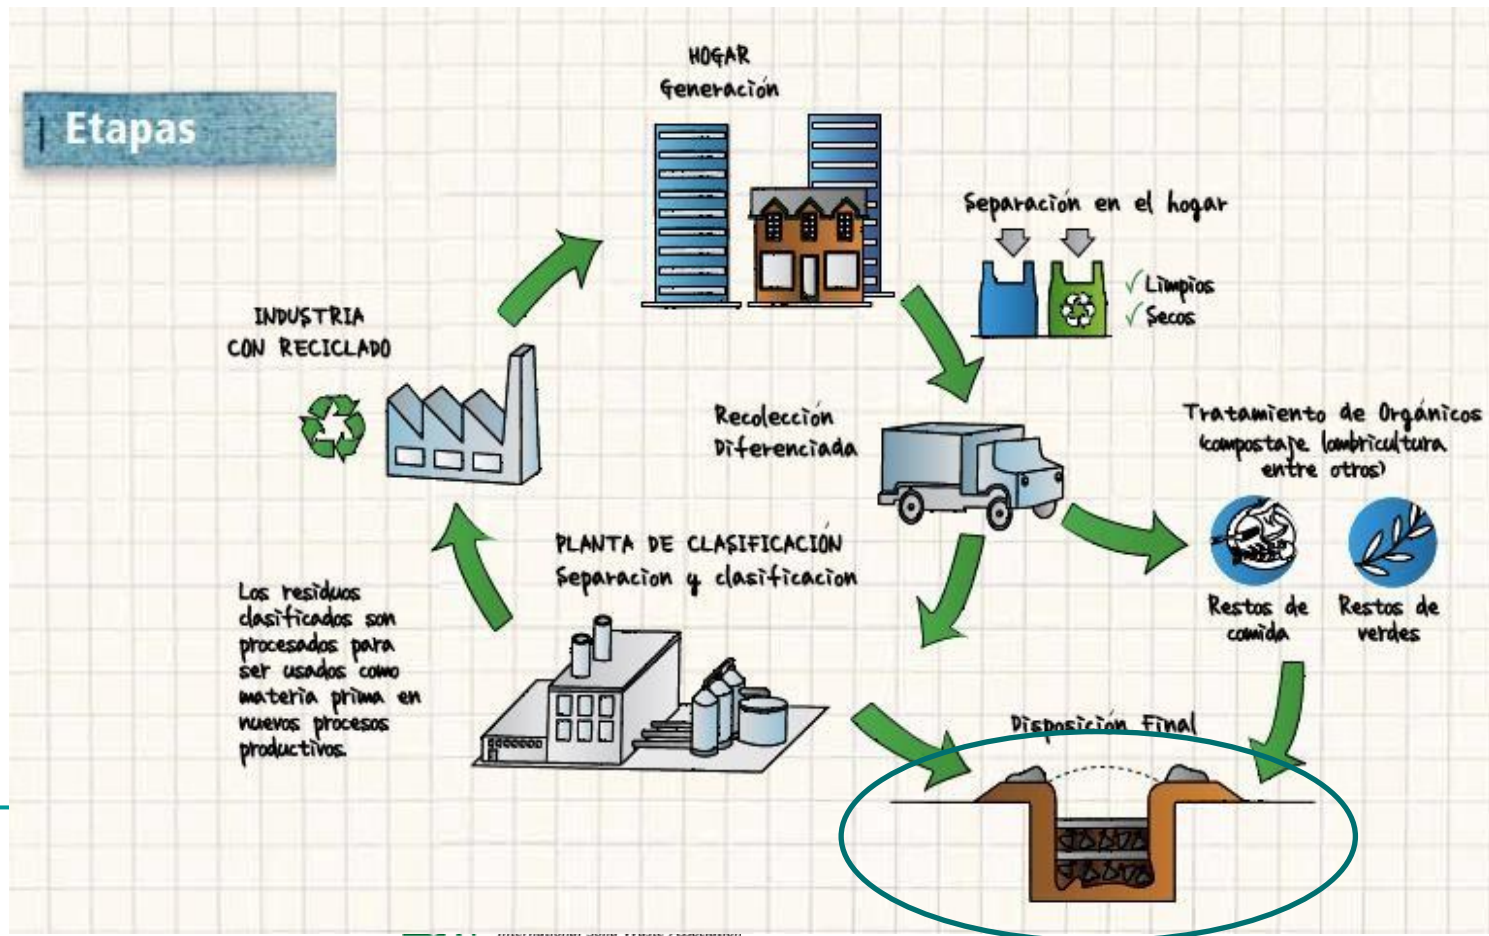 Etapas
HOGAR
Generación
Separación en el hogar
Limpios
Secos
INDUSTRIA
CON RECICLADO
Recolección
Diferenciada
Tratamiento de Orgánicos
(compostaje lombricultura
entre otros)
PLANTA DE CLASIFICACIÓN
Separacion y clasificacion
Restos de
comida
Restos de
verdes
Los residuos
clasificados son
procesados para
ser usados como
materia prima en
nuevos procesos
productivos.
Disposición Final